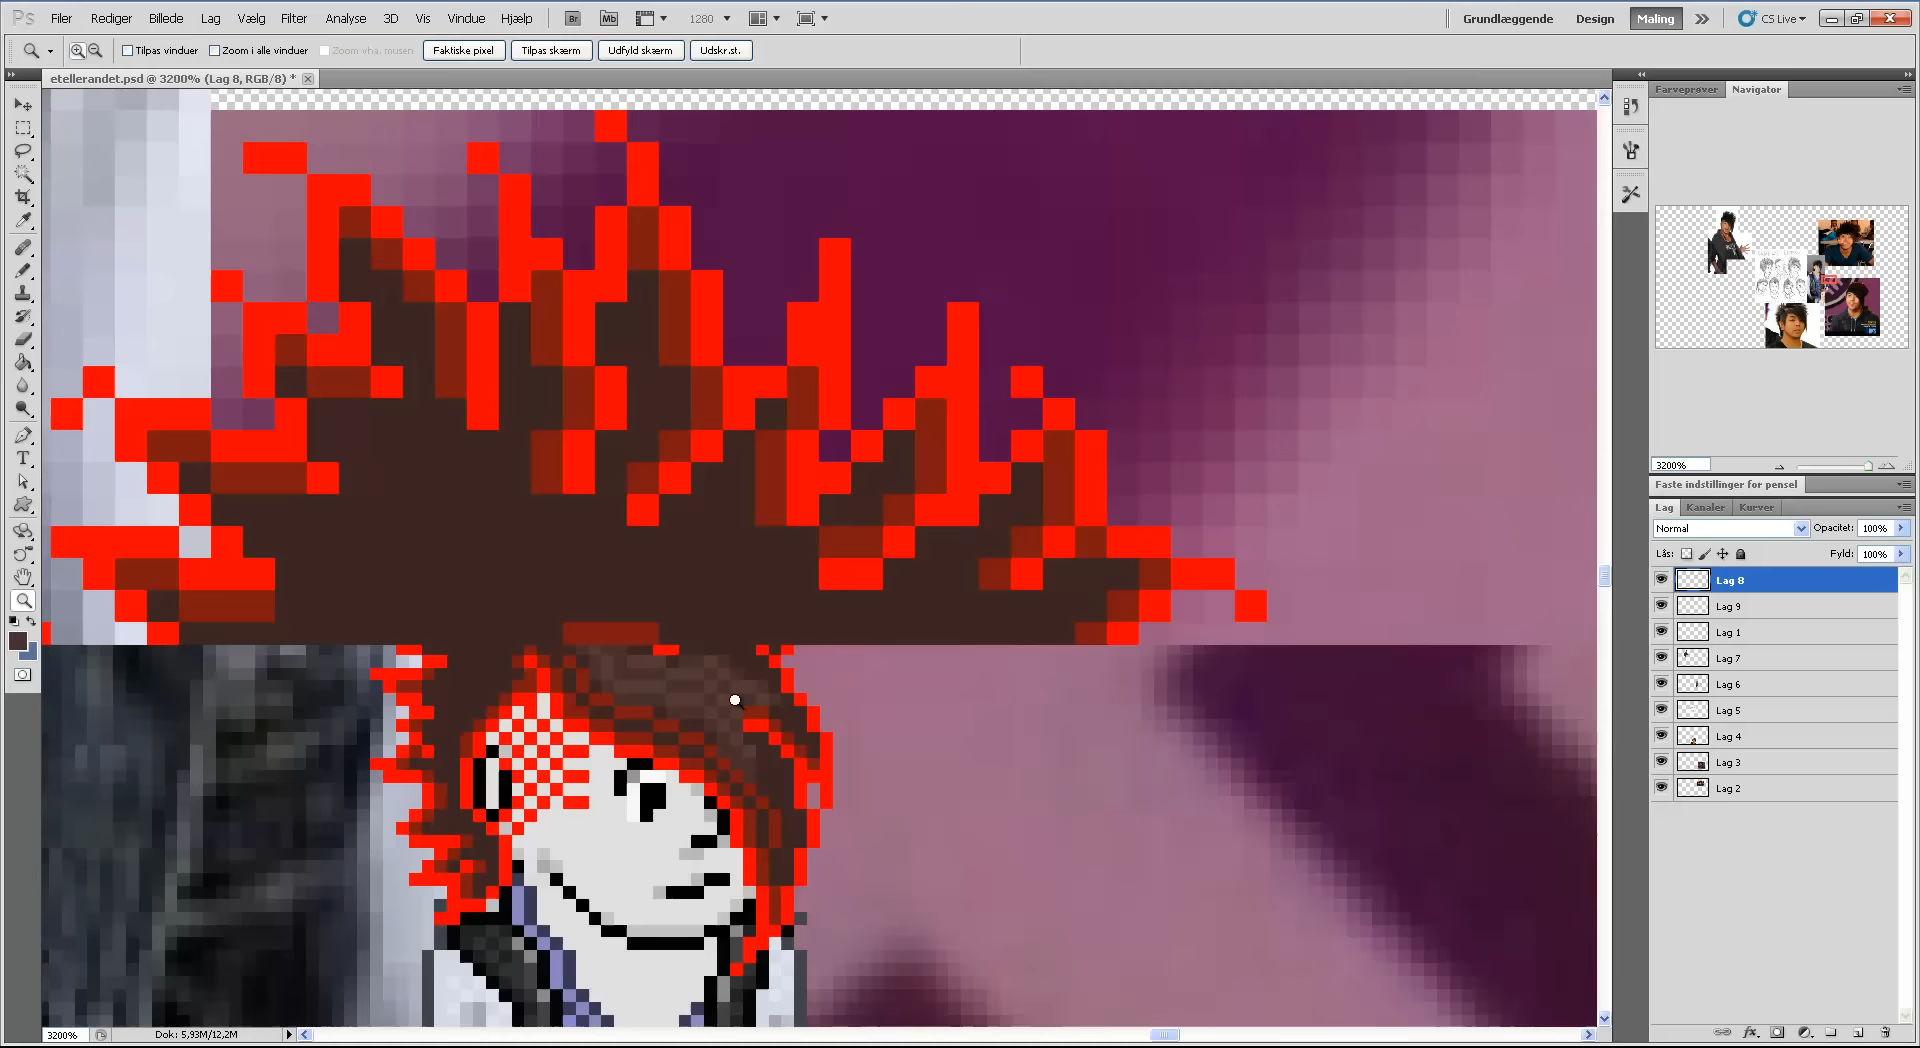 Ps Filer Rediger Billede Lag Vælg Filter Analyse 3D Vis Vindue Hjælp Br Mb 1280 Grundlæggende Design Maling CS Live
Tilpas vinduer Zoom i alle vinduer Zoom vha. musen Faktiske pixel Tilpas skærm Udfyld skærm Udskr.st.
etellerandet.psd @ 3200% (Lag 8, RGB/8) *
Farveprøver Navigator
3200%
Faste indstillinger for pensel
Lag Kanaler Kurver
Normal Opacitet: 100%
Lås: Fyld: 100%
Lag 8
Lag 9
Lag 1
Lag 7
Lag 6
Lag 5
Lag 4
Lag 3
Lag 2
3200% Dok: 5,93M/12,2M